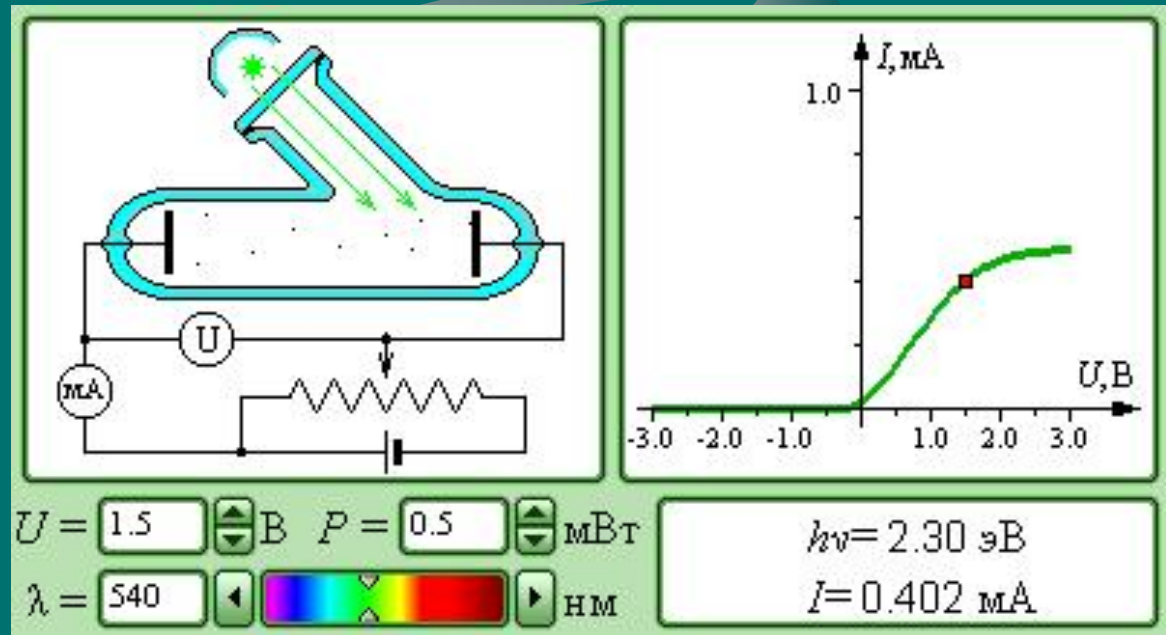 U
мА
I,мА
1.0
U,В
-3.0 -2.0 -1.0 1.0 2.0 3.0
U = 1.5 В P = 0.5 мВт
λ = 540 нм
hν= 2.30 эВ
I= 0.402 мА